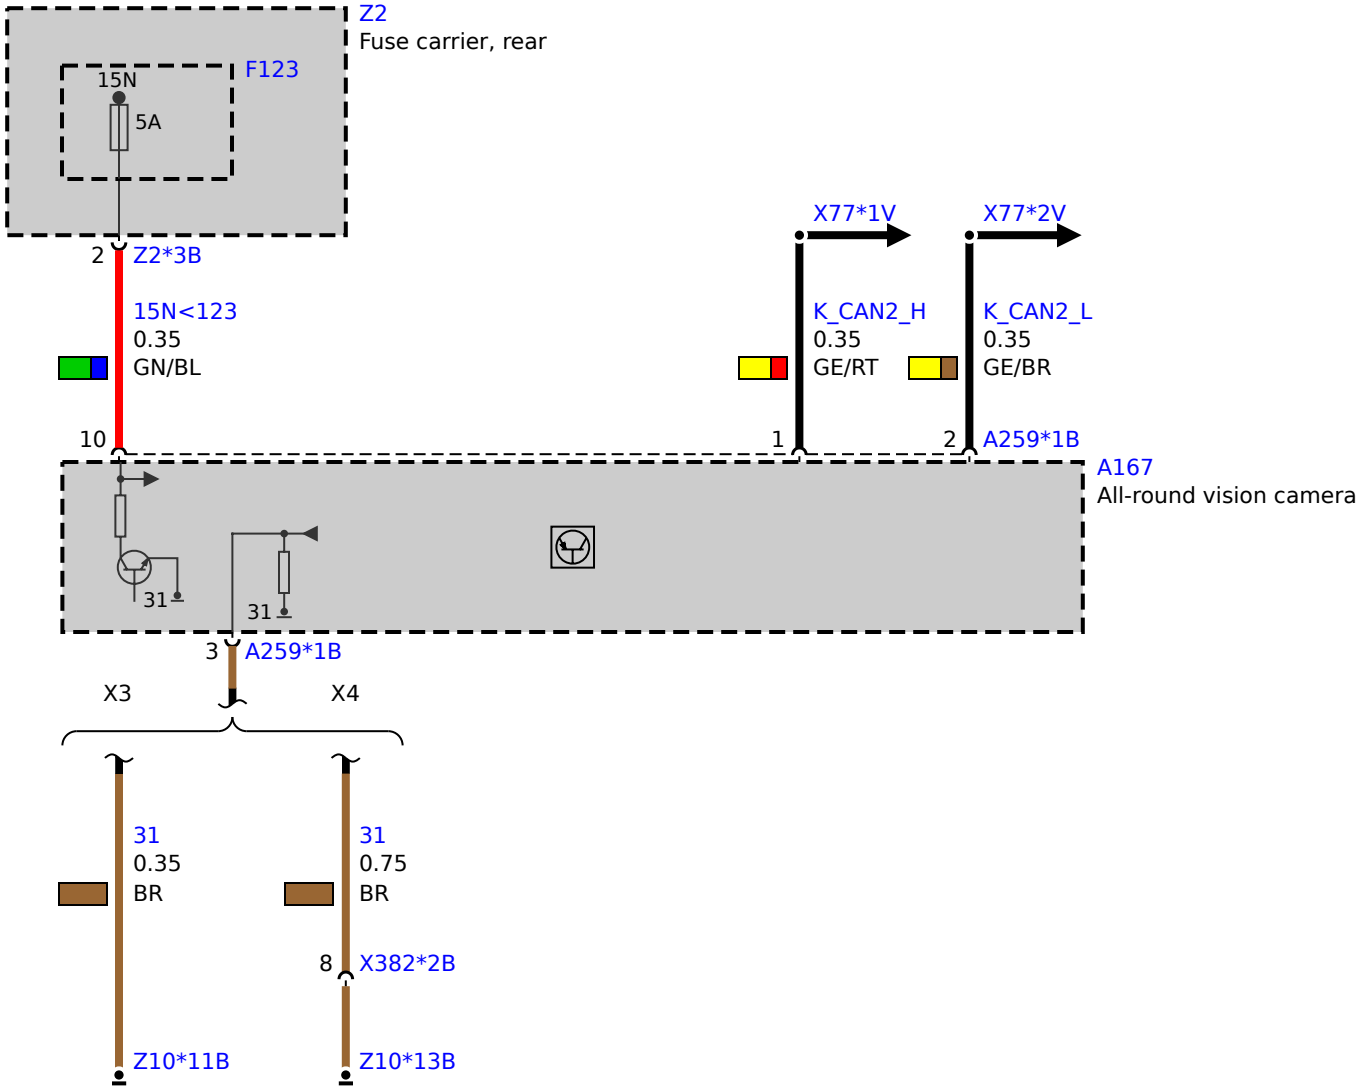 Z2
Fuse carrier, rear
F123
15N
5A
2
Z2*3B
X77*1V
X77*2V
15N<123
0.35
GN/BL
K_CAN2_H
0.35
GE/RT
K_CAN2_L
0.35
GE/BR
10
1
2
A259*1B
A167
All-round vision camera
31
31
3
A259*1B
X3
X4
31
0.35
BR
31
0.75
BR
8
X382*2B
Z10*11B
Z10*13B